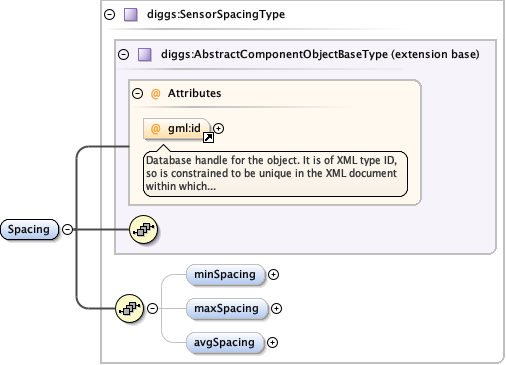 diggs:SensorSpacingType
diggs:AbstractComponentObjectBaseType (extension base)
@ Attributes
@ gml:id
Database handle for the object. It is of XML type ID,
so is constrained to be unique in the XML document
within which...
Spacing
minSpacing
maxSpacing
avgSpacing